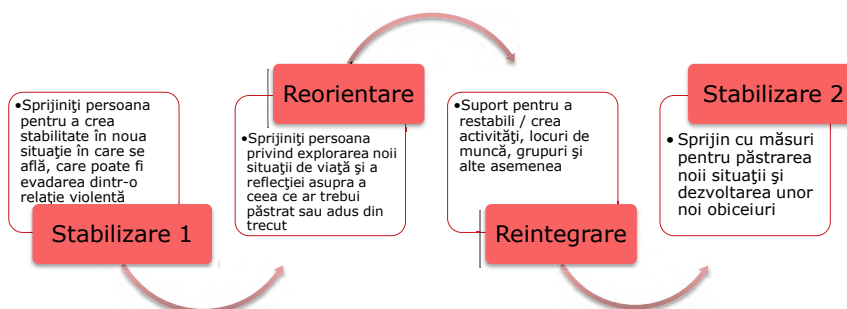 •Sprijiniţi persoana
pentru a crea
stabilitate în noua
situaţie în care se
află, care poate fi
evadarea dintr-o
relaţie violentă
Stabilizare 1
Reorientare
•Sprijiniţi persoana
privind explorarea noii
situaţii de viaţă şi a
reflecţiei asupra a
ceea ce ar trebui
păstrat sau adus din
trecut
•Suport pentru a
restabili / crea
activităţi, locuri de
muncă, grupuri şi
alte asemenea
Reintegrare
Stabilizare 2
• Sprijin cu măsuri
pentru păstrarea
noii situaţii şi
dezvoltarea unor
noi obiceiuri